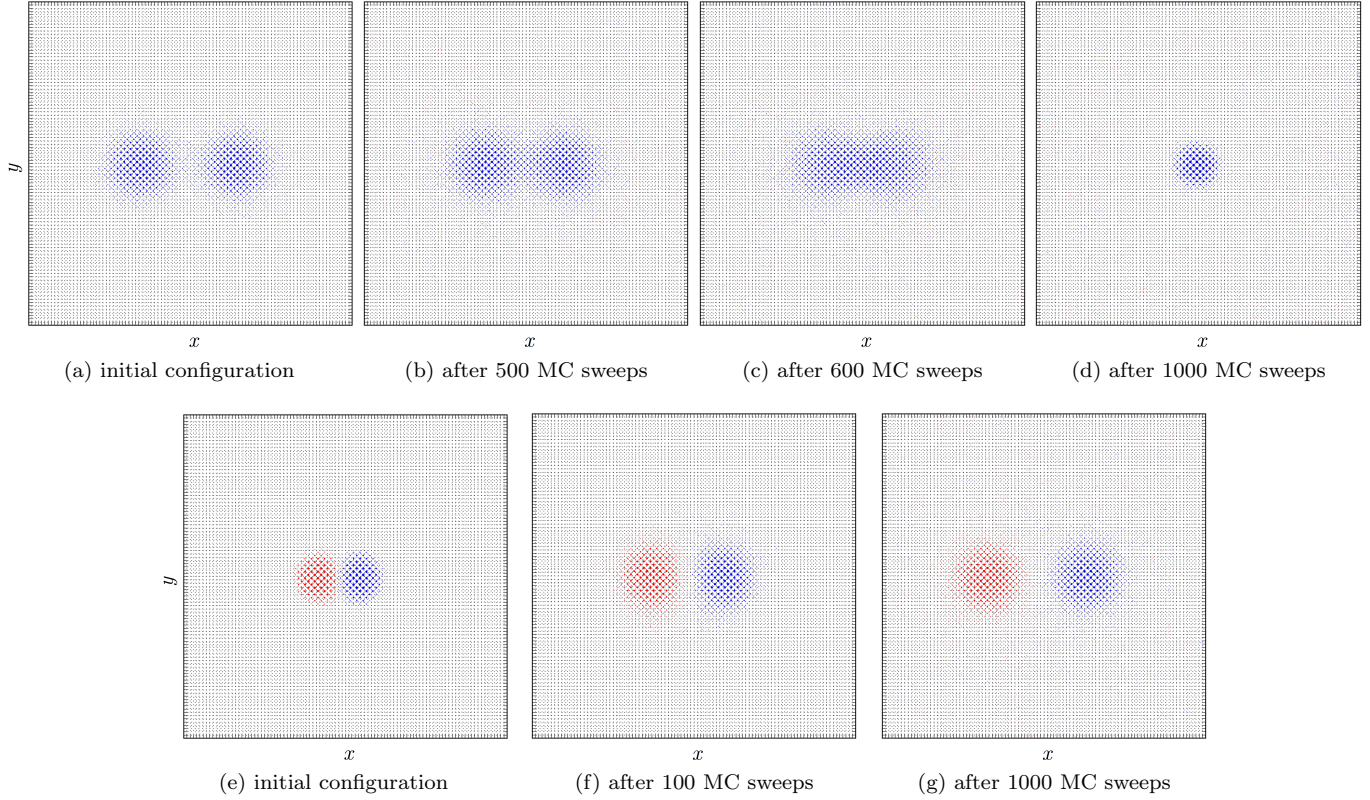 y
x x x x
(a) initial configuration (b) after 500 MC sweeps (c) after 600 MC sweeps (d) after 1000 MC sweeps
y
x x x
(e) initial configuration (f) after 100 MC sweeps (g) after 1000 MC sweeps